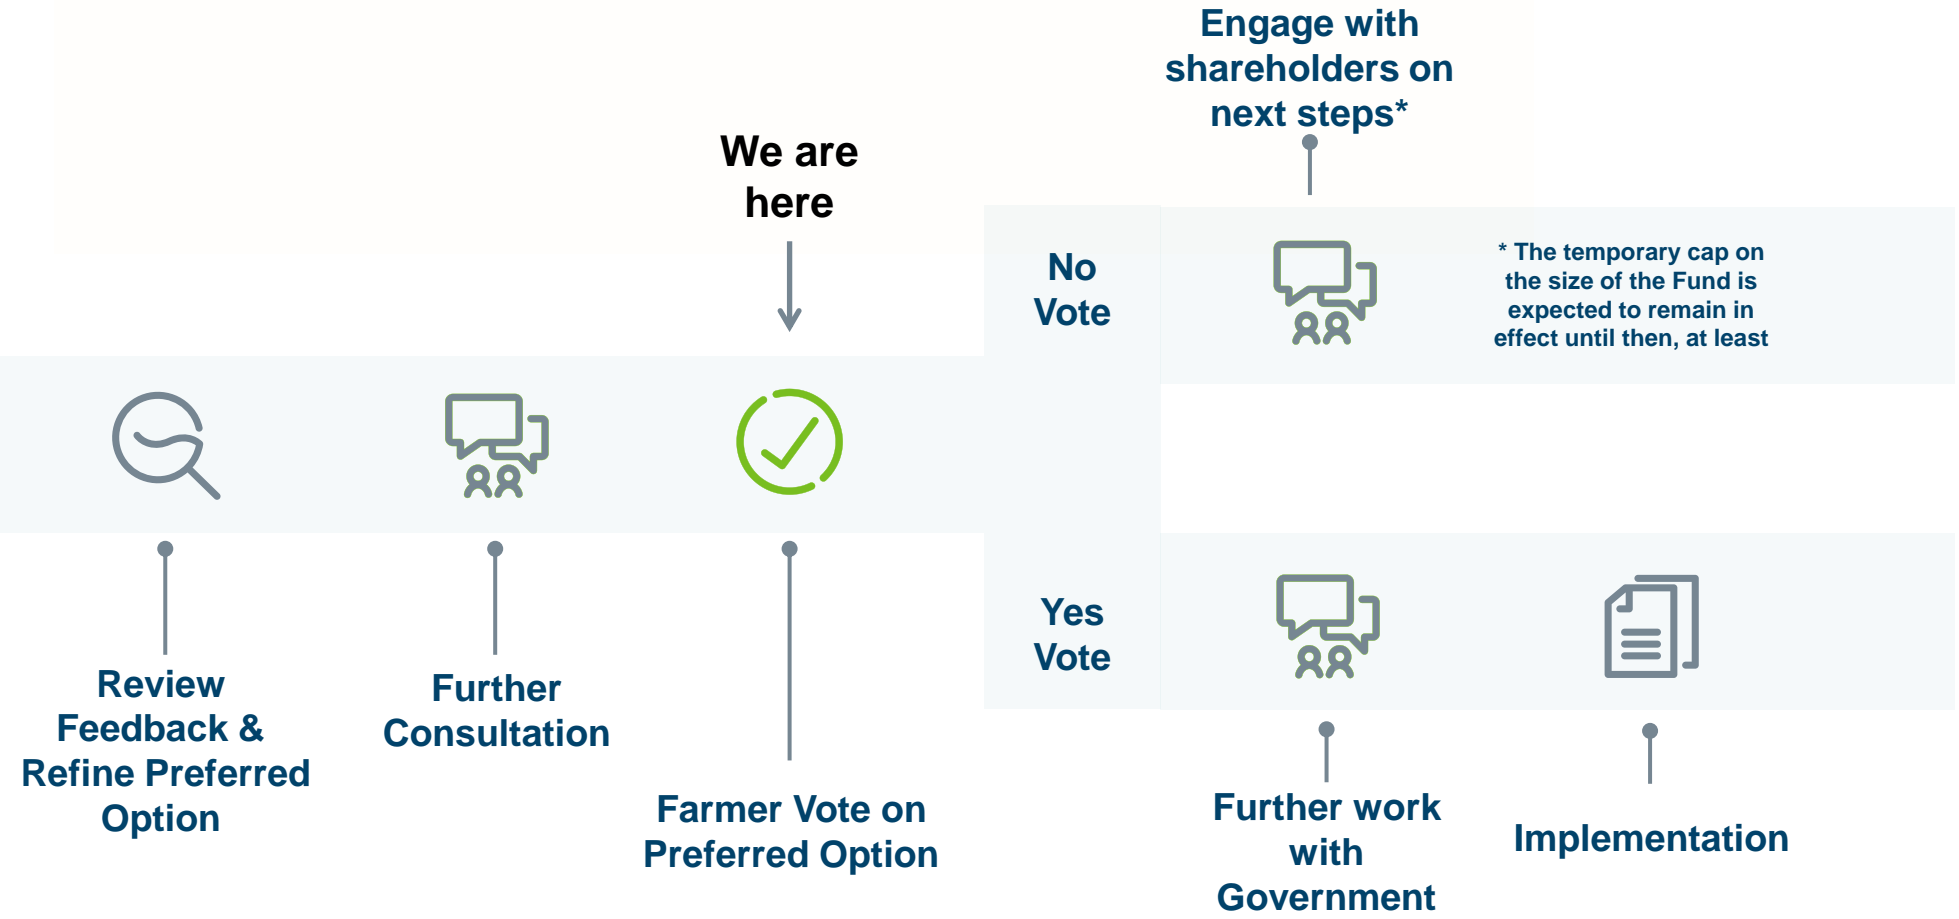 Engage with
shareholders on
next steps*
We are
here
No
Vote
* The temporary cap on
the size of the Fund is
expected to remain in
effect until then, at least
Yes
Vote
Review
Feedback &
Refine Preferred
Option
Further
Consultation
Farmer Vote on
Preferred Option
Further work
with
Government
Implementation